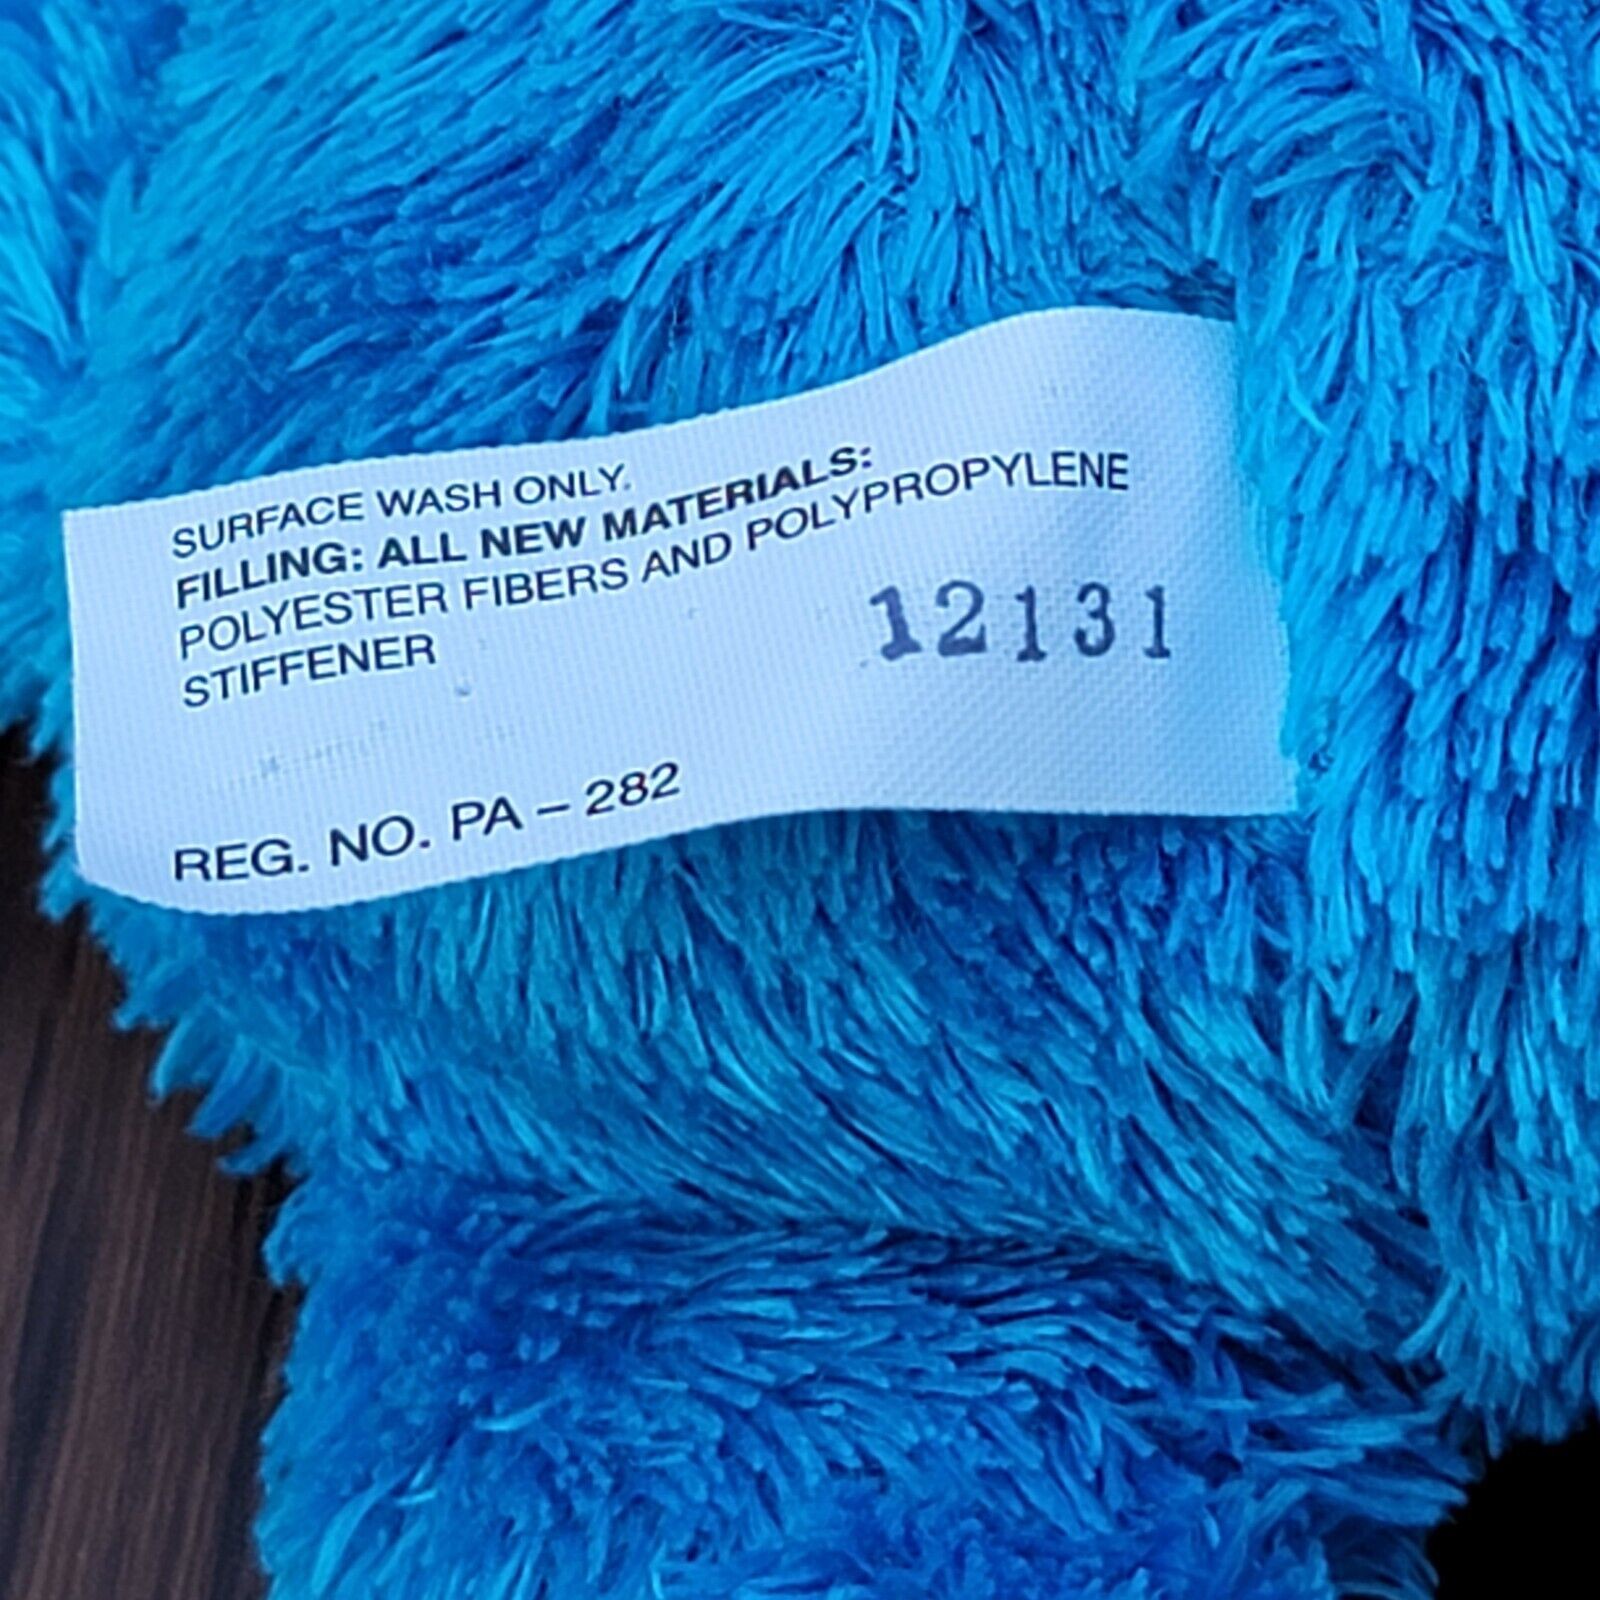 SURFACE WASH ONLY.
FILLING: ALL NEW MATERIALS:
POLYESTER FIBERS AND POLYPROPYLENE
STIFFENER
12131
REG. NO. PA – 282